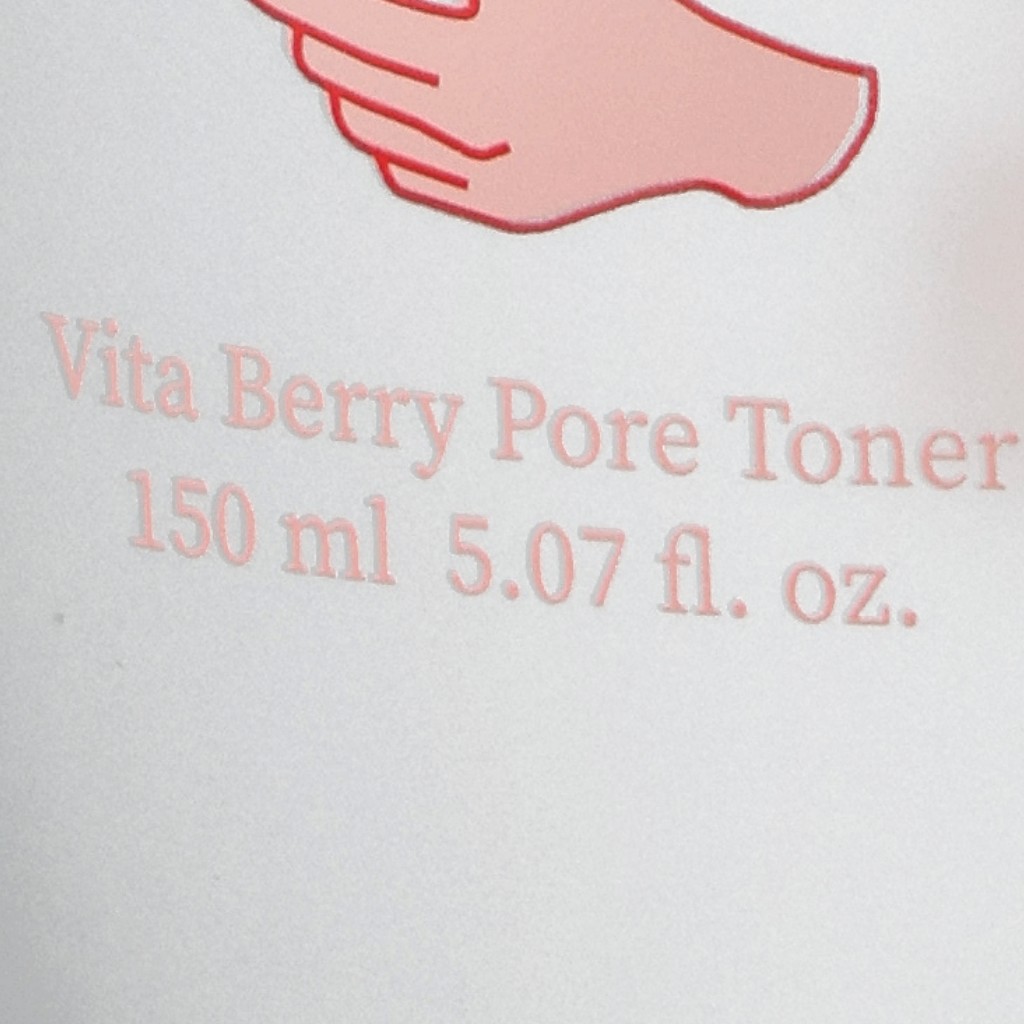 Vita Berry Pore Toner
150 ml 5.07 fl. oz.